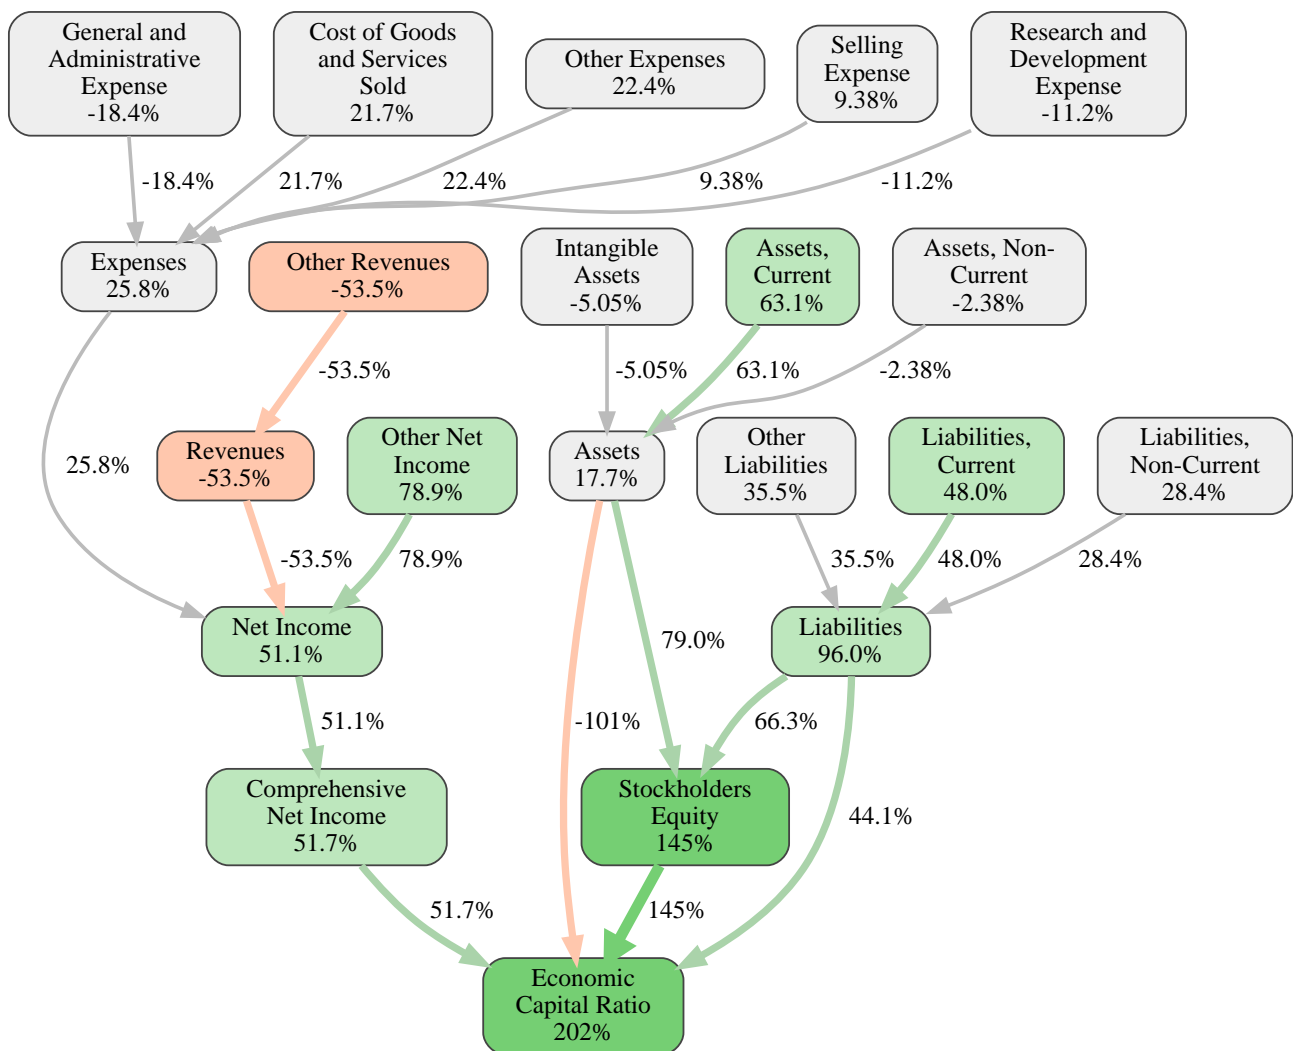 General and
Administrative
Expense
-18.4%
Cost of Goods
and Services
Sold
21.7%
Other Expenses
22.4%
Selling
Expense
9.38%
Research and
Development
Expense
-11.2%
-18.4%
21.7%
22.4%
9.38%
-11.2%
Expenses
25.8%
Other Revenues
-53.5%
Intangible
Assets
-5.05%
Assets,
Current
63.1%
Assets, Non-
Current
-2.38%
-53.5%
-5.05%
63.1%
-2.38%
25.8%
Revenues
-53.5%
Other Net
Income
78.9%
Assets
17.7%
Other
Liabilities
35.5%
Liabilities,
Current
48.0%
Liabilities,
Non-Current
28.4%
-53.5%
78.9%
35.5%
48.0%
28.4%
Net Income
51.1%
79.0%
Liabilities
96.0%
51.1%
-101%
66.3%
Comprehensive
Net Income
51.7%
Stockholders
Equity
145%
44.1%
51.7%
145%
Economic
Capital Ratio
202%